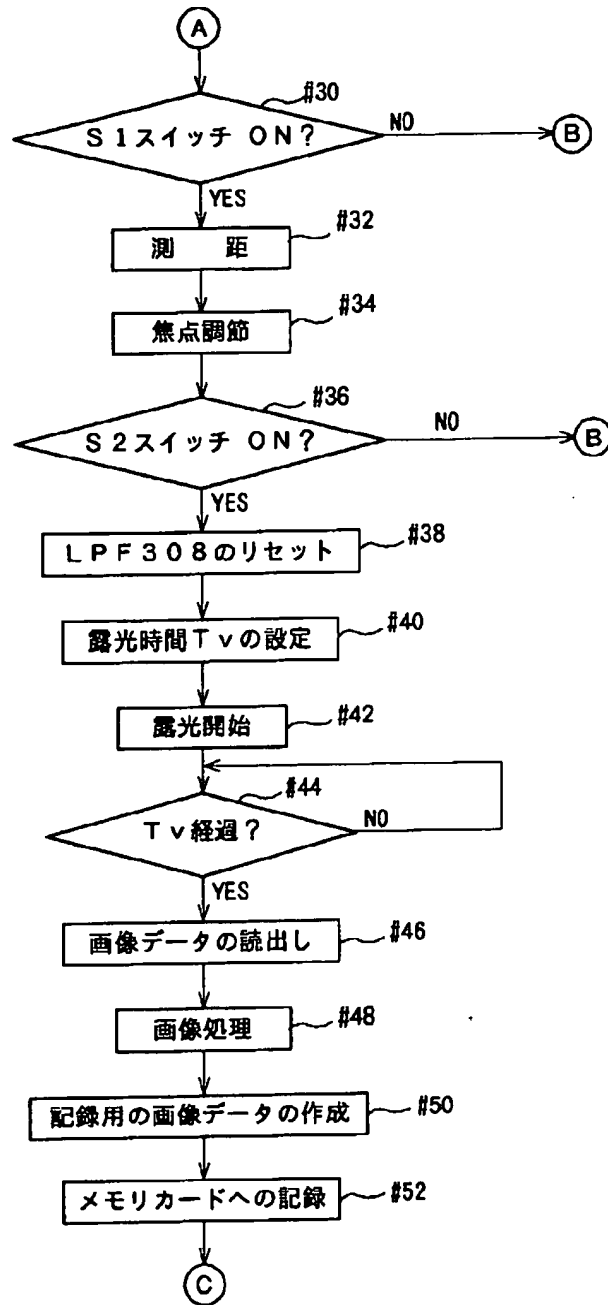 A
#30
S1スイッチ ON?
NO
B
YES
#32
測 距
#34
焦点調節
#36
S2スイッチ ON?
NO
B
YES
#38
LPF308のリセット
#40
露光時間Tvの設定
#42
露光開始
#44
Tv経過?
NO
YES
#46
画像データの読出し
#48
画像処理
#50
記録用の画像データの作成
#52
メモリカードへの記録
C